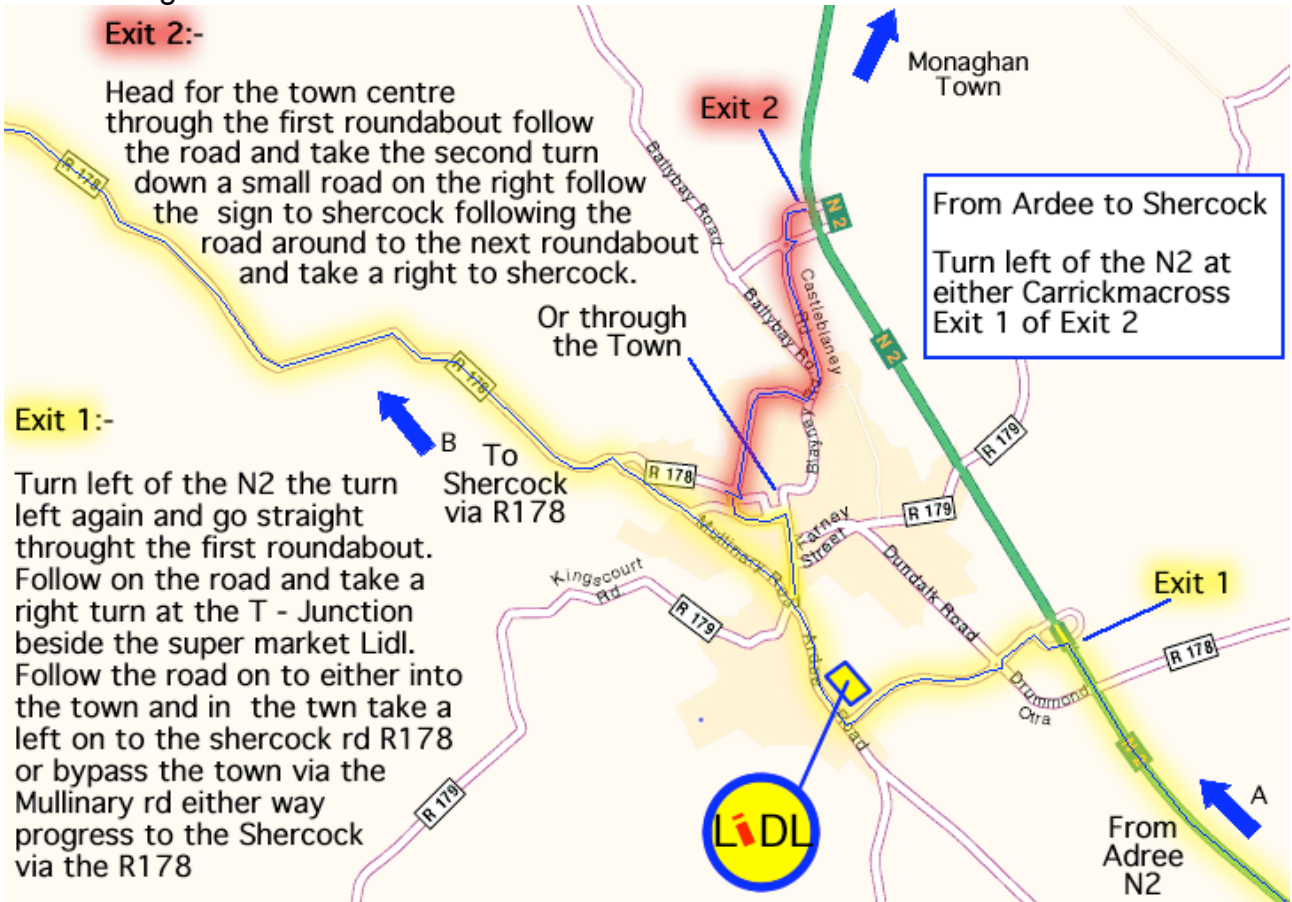 Exit 2:-
Head for the town centre
through the first roundabout follow
the road and take the second turn
down a small road on the right follow
the sign to shercock following the
road around to the next roundabout
and take a right to shercock.
Monaghan
Town
Exit 2
From Ardee to Shercock
Turn left of the N2 at
either Carrickmacross
Exit 1 of Exit 2
R 178
N 2
Ballybay Road
Ballybay Rd
Castleblaney
Rd
Or through
the Town
N 2
R 178
Exit 1:-
Turn left of the N2 the turn
left again and go straight
throught the first roundabout.
Follow on the road and take a
right turn at the T - Junction
beside the super market Lidl.
Follow the road on to either into
the town and in the twn take a
left on to the shercock rd R178
or bypass the town via the
Mullinary rd either way
progress to the Shercock
via the R178
B
To
Shercock
via R178
R 178
Blayney
R 179
R 179
Farney
Street
Mullinary Road
Dundalk Road
Kingscourt
Rd
R 179
Exit 1
R 178
Ardee Road
Drummond
Otra
R 179
LiDL
A
From
Adree
N2